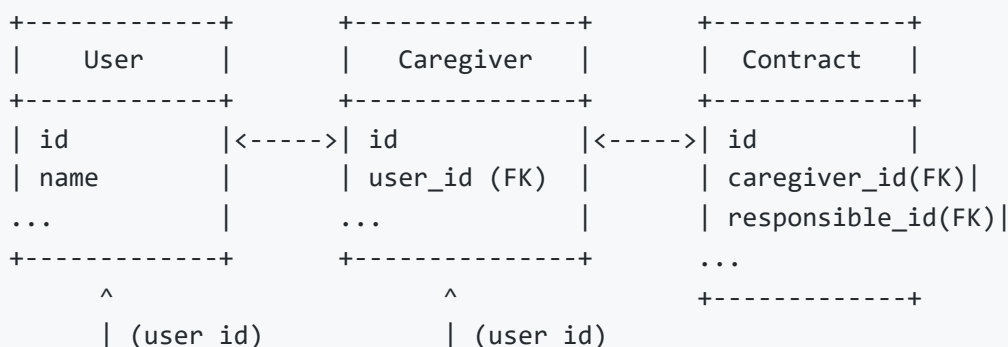 +-------------+       +---------------+       +-------------+
|    User     |       |   Caregiver   |       |  Contract   |
+-------------+       +---------------+       +-------------+
| id          |<----->| id            |<----->| id          |
| name        |       | user_id (FK)  |       | caregiver_id(FK)|
...           |       ...             |       | responsible_id(FK)|
+-------------+       +---------------+       ...
      ^                     ^               +-------------+
      | (user id)           | (user id)